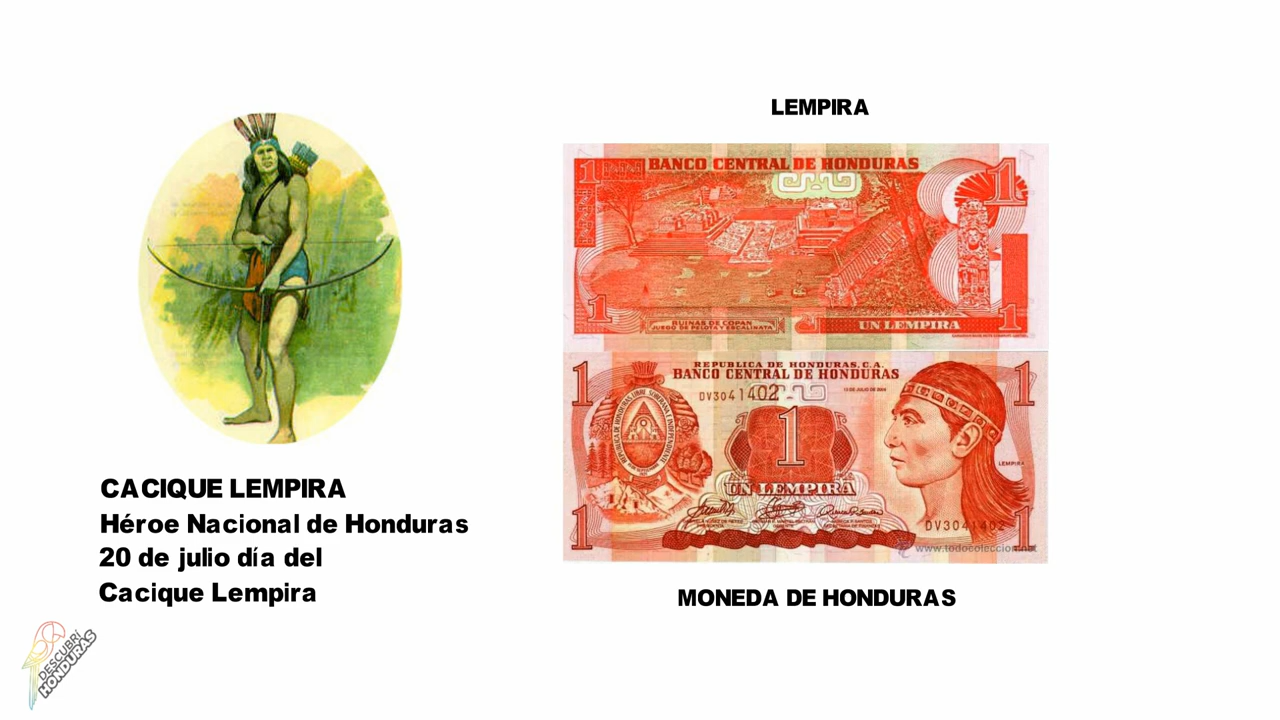 CACIQUE LEMPIRA
Héroe Nacional de Honduras
20 de julio día del
Cacique Lempira
DESCUBRÍ
HONDURAS
LEMPIRA
1
BANCO CENTRAL DE HONDURAS
1
1
RUINAS DE COPAN
JUEGO DE PELOTA Y ESCALINATA
UN LEMPIRA
1
1
REPUBLICA DE HONDURAS, C.A.
BANCO CENTRAL DE HONDURAS
1
DV3041402
1
LEMPIRA
UN LEMPIRA
1
DV3041402
1
www.todocoleccion.net
MONEDA DE HONDURAS